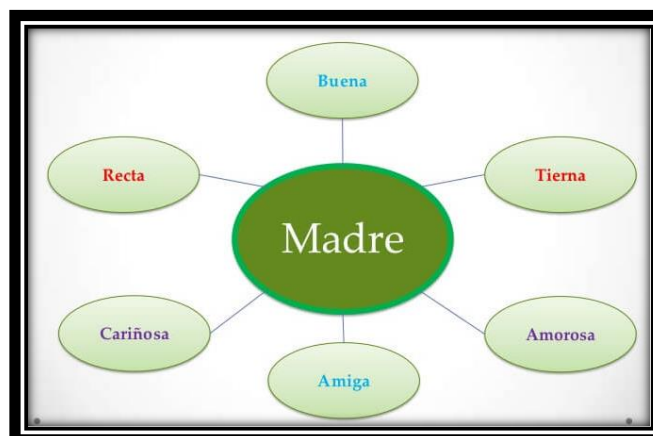 Buena
Recta
Tierna
Madre
Cariñosa
Amorosa
Amiga